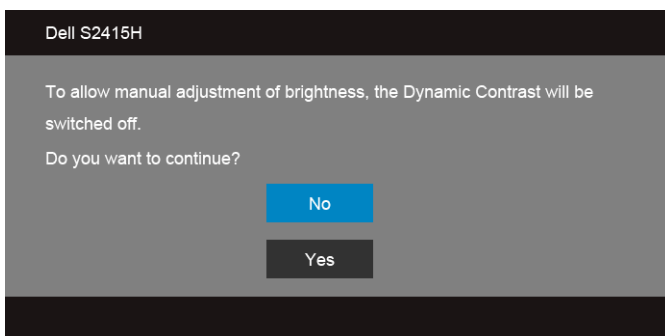 Dell S2415H
To allow manual adjustment of brightness, the Dynamic Contrast will be
switched off.
Do you want to continue?
No
Yes